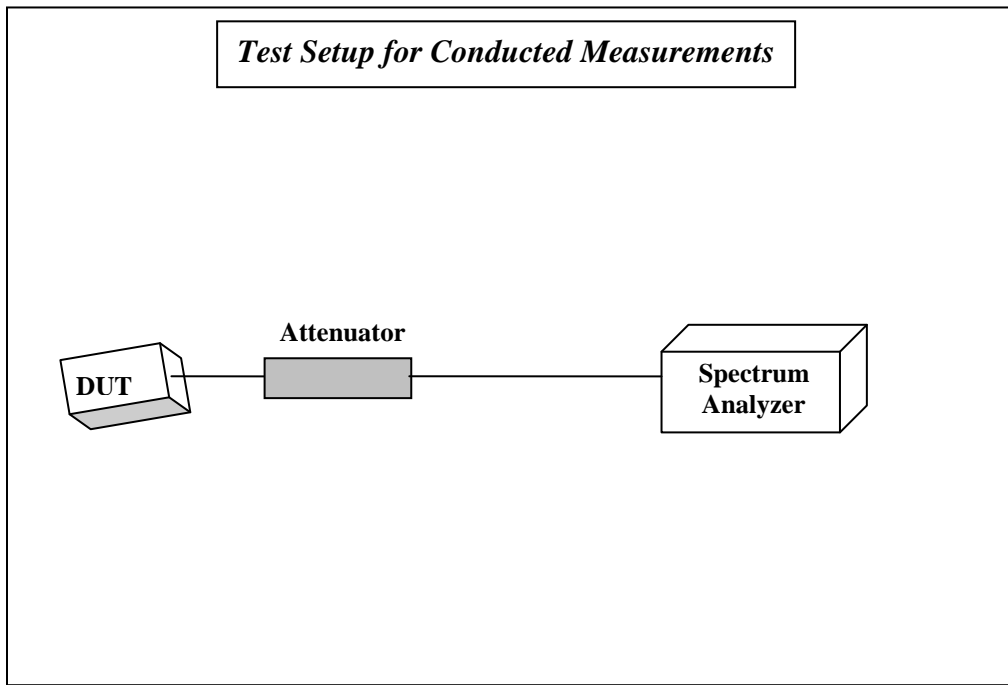 Test Setup for Conducted Measurements
Attenuator
DUT
Spectrum
Analyzer